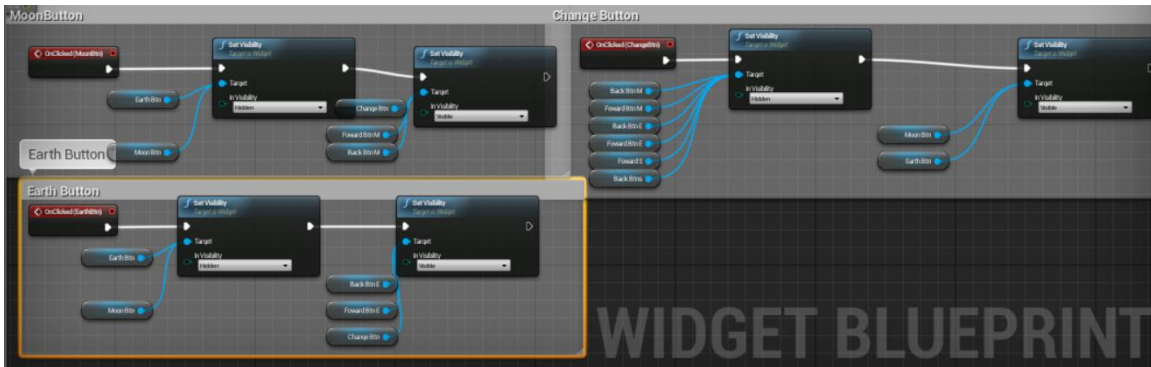 MoonButton
OnClicked (MoonBtn)
Set Visibility
Target is Widget
Target
In Visibility
Hidden
Earth Btn
Moon Btn
Set Visibility
Target is Widget
Target
In Visibility
Visible
Change Btn
Foward Btn M
Back Btn M
Change Button
OnClicked (ChangeBtn)
Set Visibility
Target is Widget
Target
In Visibility
Hidden
Back Btn M
Foward Btn M
Back Btn E
Foward Btn E
Foward S
Back Btns
Set Visibility
Target is Widget
Target
In Visibility
Visible
Moon Btn
Earth Btn
Earth Button
Earth Button
OnClicked (EarthBtn)
Set Visibility
Target is Widget
Target
In Visibility
Hidden
Earth Btn
Moon Btn
Set Visibility
Target is Widget
Target
In Visibility
Visible
Back Btn E
Foward Btn E
Change Btn
WIDGET BLUEPRINT